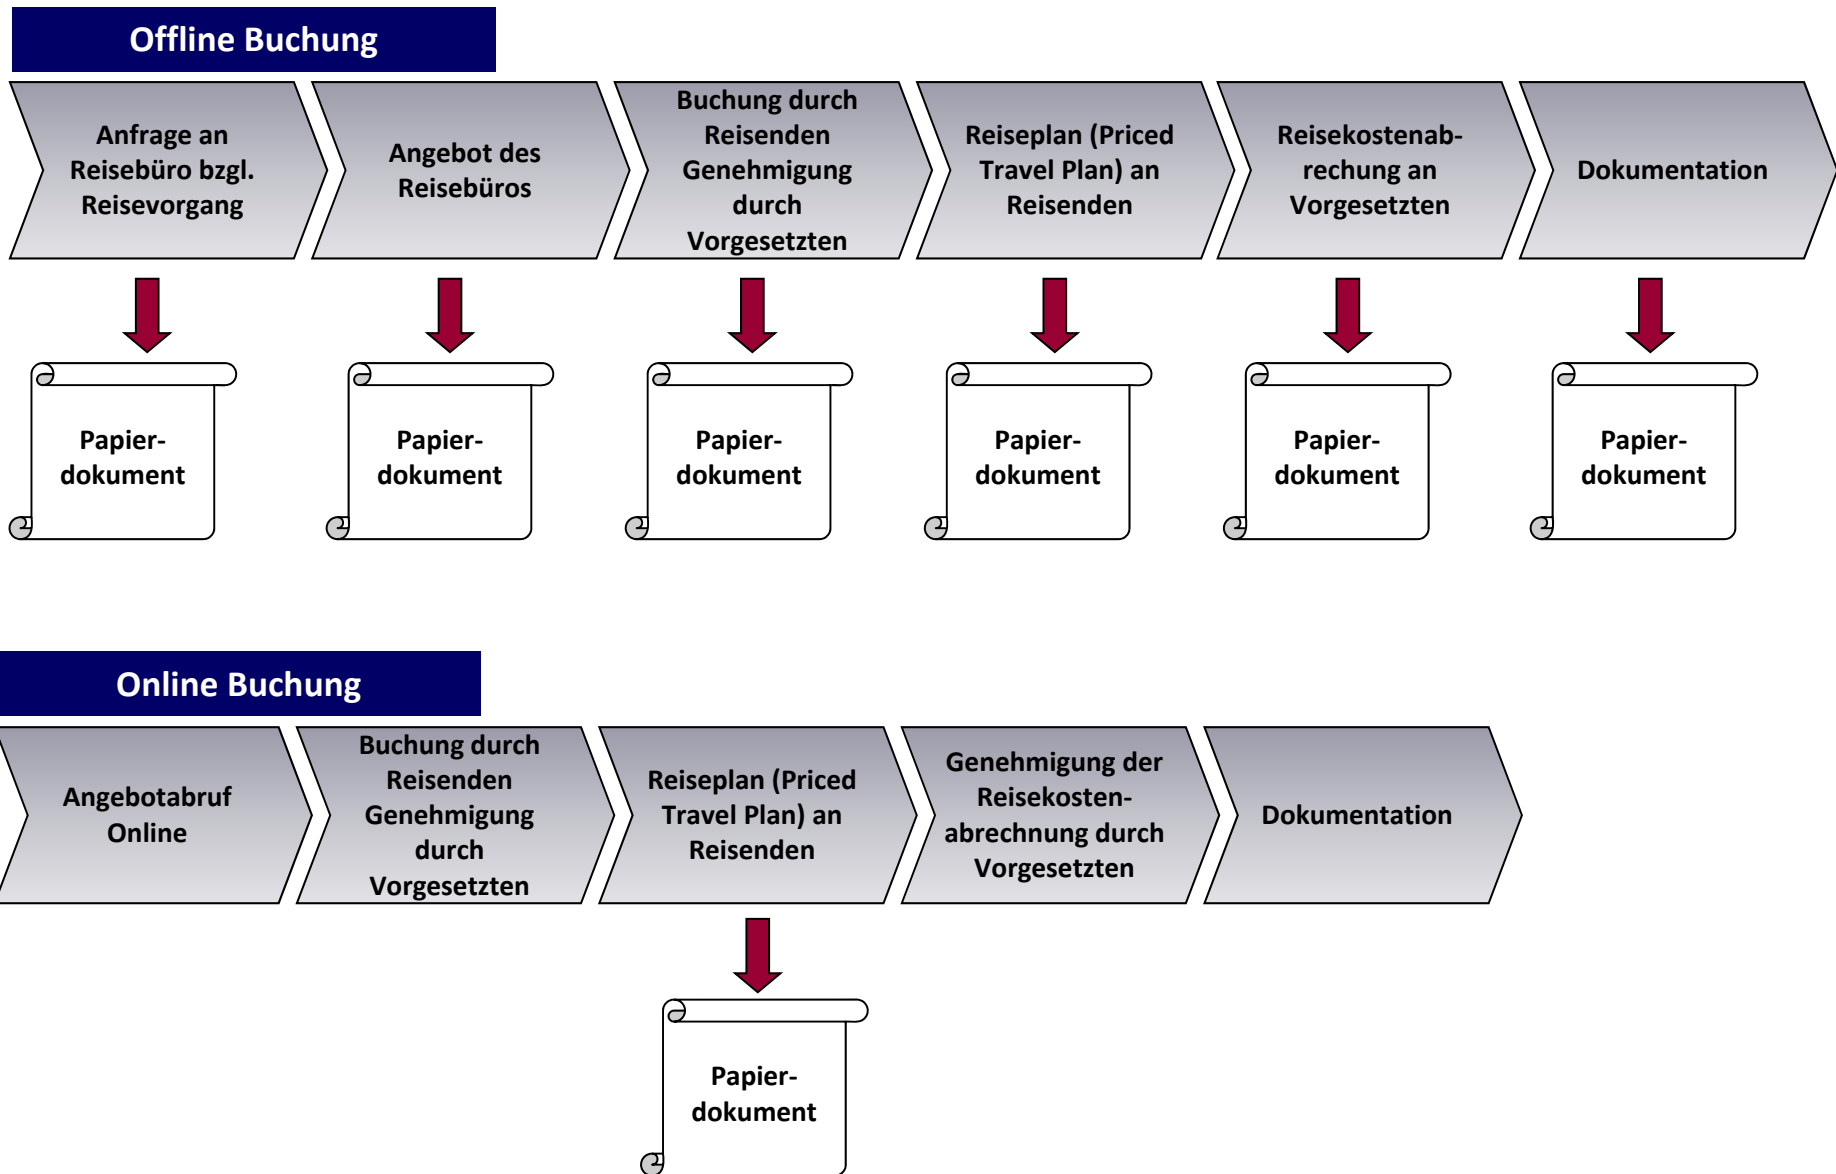 Offline Buchung
Anfrage an
Reisebüro bzgl.
Reisevorgang
Angebot des
Reisebüros
Buchung durch
Reisenden
Genehmigung
durch
Vorgesetzten
Reiseplan (Priced
Travel Plan) an
Reisenden
Reisekostenab-
rechung an
Vorgesetzten
Dokumentation
Papier-
dokument
Papier-
dokument
Papier-
dokument
Papier-
dokument
Papier-
dokument
Papier-
dokument
Online Buchung
Angebotabruf
Online
Buchung durch
Reisenden
Genehmigung
durch
Vorgesetzten
Reiseplan (Priced
Travel Plan) an
Reisenden
Genehmigung der
Reisekosten-
abrechnung durch
Vorgesetzten
Dokumentation
Papier-
dokument